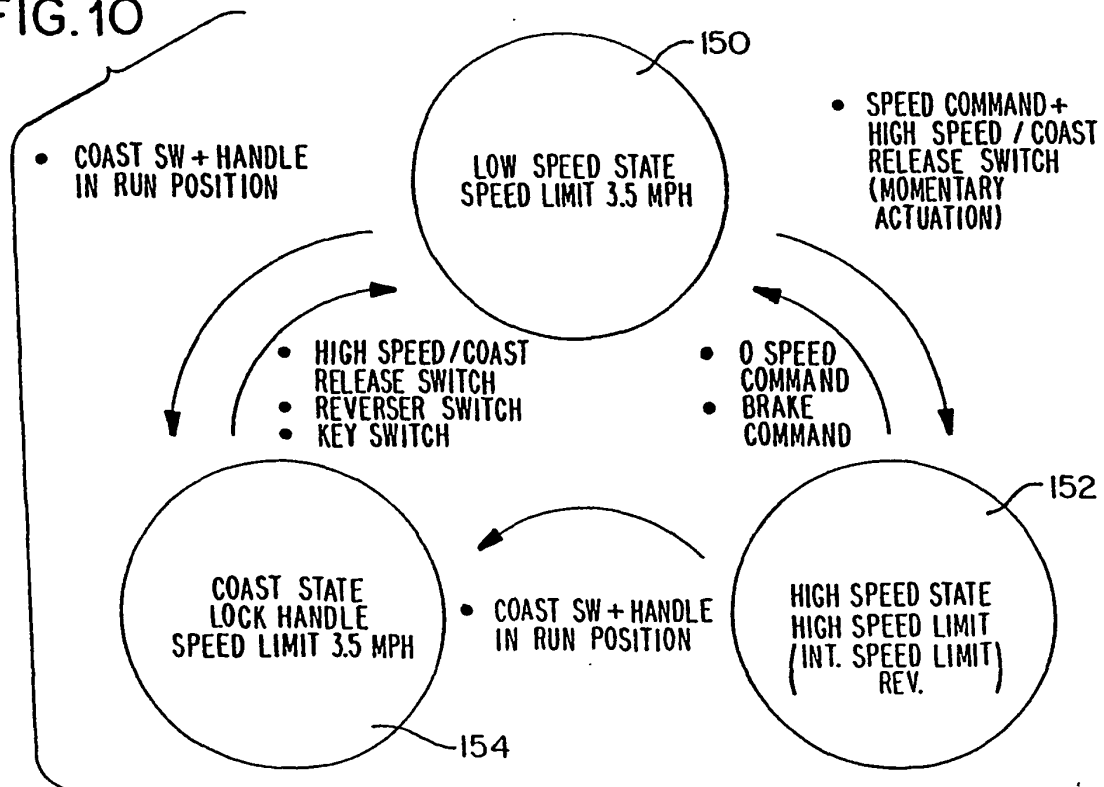 FIG. 10
150
• COAST SW + HANDLE
IN RUN POSITION
LOW SPEED STATE
SPEED LIMIT 3.5 MPH
• SPEED COMMAND +
HIGH SPEED / COAST
RELEASE SWITCH
(MOMENTARY
ACTUATION)
• HIGH SPEED/COAST
RELEASE SWITCH
• REVERSER SWITCH
• KEY SWITCH
• 0 SPEED
COMMAND
• BRAKE
COMMAND
152
COAST STATE
LOCK HANDLE
SPEED LIMIT 3.5 MPH
• COAST SW + HANDLE
IN RUN POSITION
HIGH SPEED STATE
HIGH SPEED LIMIT
(INT. SPEED LIMIT)
REV.
154